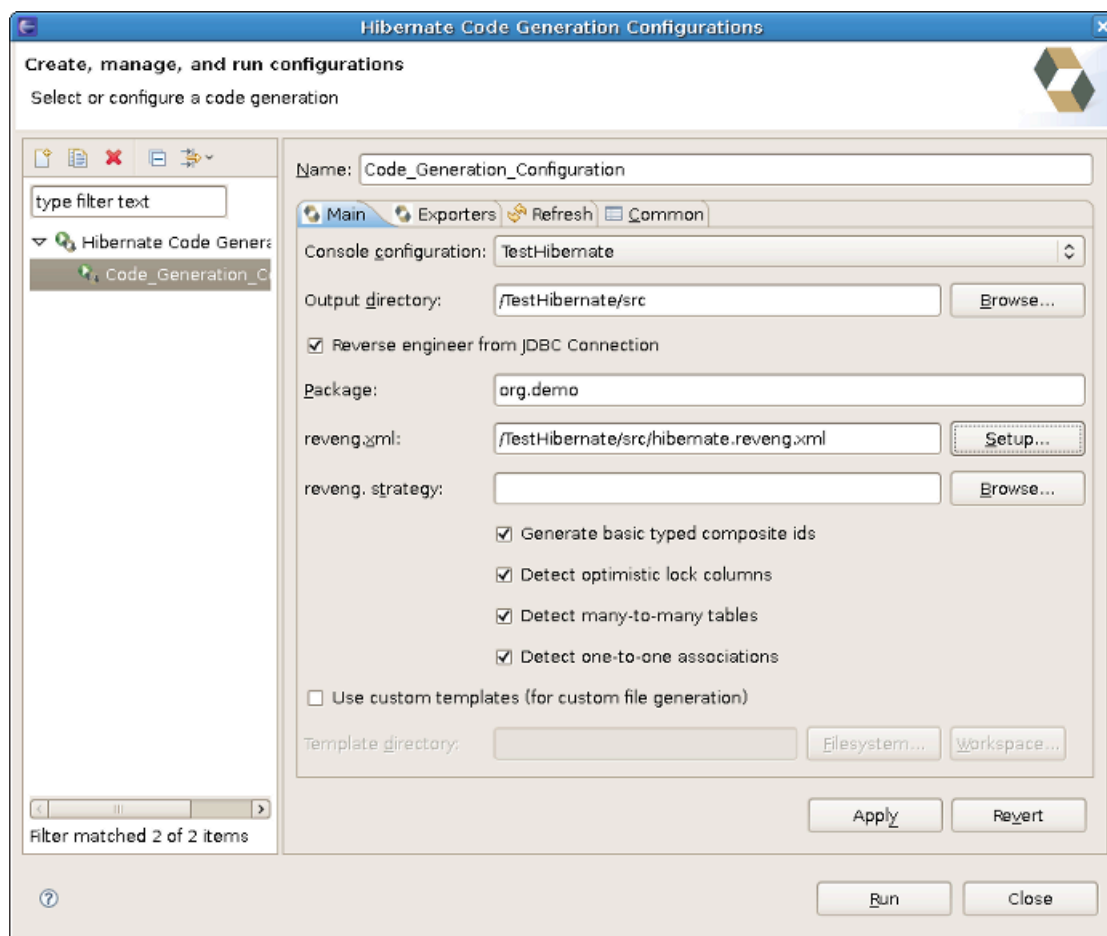 Hibernate Code Generation Configurations
Create, manage, and run configurations
Select or configure a code generation
type filter text
Hibernate Code Genera
Code_Generation_C
Filter matched 2 of 2 items
Name: Code_Generation_Configuration
Main Exporters Refresh Common
Console configuration: TestHibernate
Output directory: /TestHibernate/src Browse...
Reverse engineer from JDBC Connection
Package: org.demo
reveng.xml: /TestHibernate/src/hibernate.reveng.xml Setup...
reveng. strategy: Browse...
Generate basic typed composite ids
Detect optimistic lock columns
Detect many-to-many tables
Detect one-to-one associations
Use custom templates (for custom file generation)
Template directory: Filesystem... Workspace...
Apply Revert
Run Close